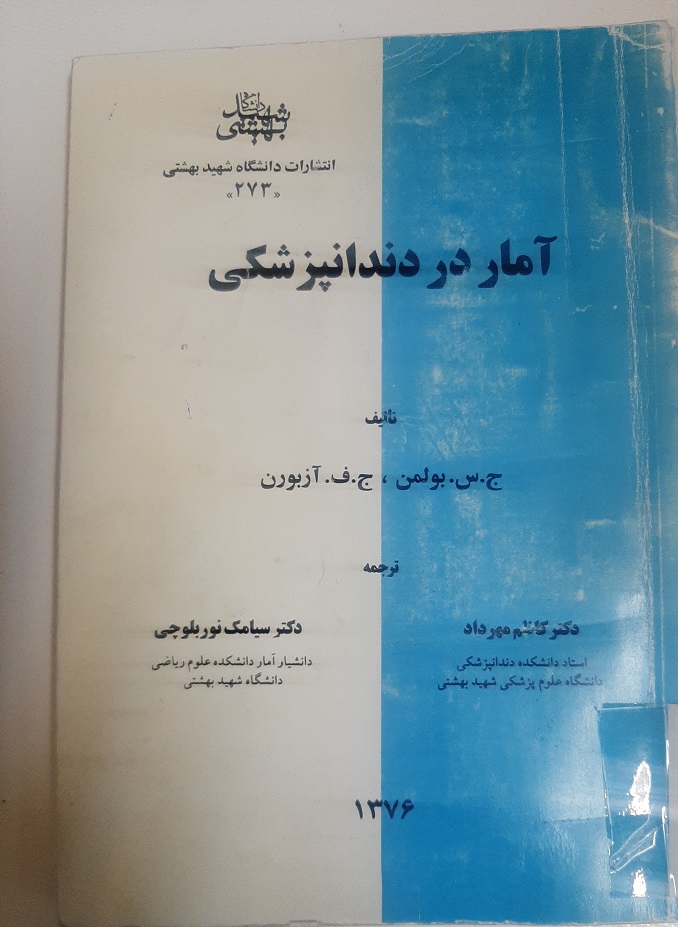 دانشگاه شهید بهشتی
انتشارات دانشگاه شهید بهشتی
«۲۷۳»
آمار در دندانپزشکی
تألیف
ج.س.بولمن ، ج.ف.آزبورن
ترجمه
دکتر کاظم مهرداد
استاد دانشکده دندانپزشکی
دانشگاه علوم پزشکی شهید بهشتی
دکتر سیامک نوربلوچی
دانشیار آمار دانشکده علوم ریاضی
دانشگاه شهید بهشتی
۱۳۷۶